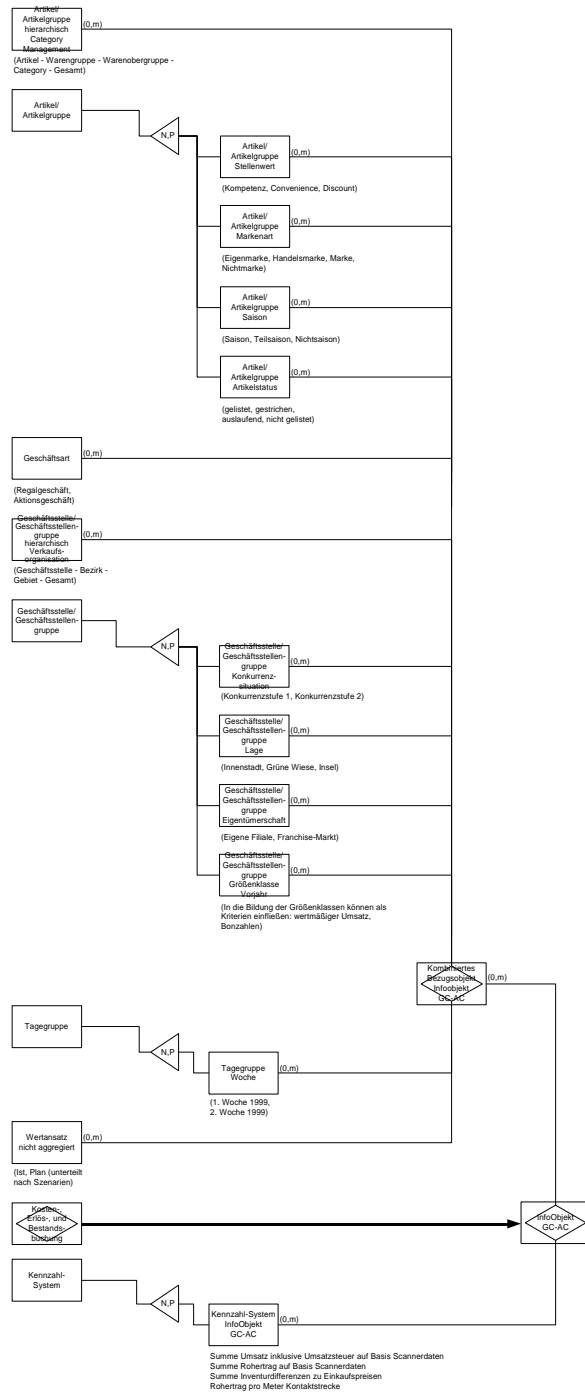 Artikel/
Artikelgruppe
hierarchisch
Category
Management
(0,m)
(Artikel - Warengruppe - Warenobergruppe -
Category - Gesamt)
Artikel/
Artikelgruppe
N,P
Artikel/
Artikelgruppe
Stellenwert
(0,m)
(Kompetenz, Convenience, Discount)
Artikel/
Artikelgruppe
Markenart
(0,m)
(Eigenmarke, Handelsmarke, Marke,
Nichtmarke)
Artikel/
Artikelgruppe
Saison
(0,m)
(Saison, Teilsaison, Nichtsaison)
Artikel/
Artikelgruppe
Artikelstatus
(0,m)
(gelistet, gestrichen,
auslaufend, nicht gelistet)
Geschäftsart
(0,m)
(Regalgeschäft,
Aktionsgeschäft)
Geschäftsstelle/
Geschäftsstellen-
gruppe
hierarchisch
Verkaufs-
organisation
(0,m)
(Geschäftsstelle - Bezirk -
Gebiet - Gesamt)
Geschäftsstelle/
Geschäftsstellen-
gruppe
N,P
Geschäftsstelle/
Geschäftsstellen-
gruppe
Konkurrenz-
situation
(0,m)
(Konkurrenzstufe 1, Konkurrenzstufe 2)
Geschäftsstelle/
Geschäftsstellen-
gruppe
Lage
(0,m)
(Innenstadt, Grüne Wiese, Insel)
Geschäftsstelle/
Geschäftsstellen-
gruppe
Eigentümerschaft
(0,m)
(Eigene Filiale, Franchise-Markt)
Geschäftsstelle/
Geschäftsstellen-
gruppe
Größenklasse
Vorjahr
(0,m)
(In die Bildung der Größenklassen können als
Kriterien einfließen: wertmäßiger Umsatz,
Bonzahlen)
Kombiniertes
Bezugsobjekt
Infoobjekt
GC-AC
(0,m)
Tagegruppe
N,P
Tagegruppe
Woche
(0,m)
(1. Woche 1999,
2. Woche 1999)
Wertansatz
nicht aggregiert
(0,m)
(Ist, Plan (unterteilt
nach Szenarien)
Kosten-,
Erlös-, und
Bestands-
buchung
InfoObjekt
GC-AC
Kennzahl-
System
N,P
Kennzahl-System
InfoObjekt
GC-AC
(0,m)
Summe Umsatz inklusive Umsatzsteuer auf Basis Scannerdaten
Summe Rohertrag auf Basis Scannerdaten
Summe Inventurdifferenzen zu Einkaufspreisen
Rohertrag pro Meter Kontaktstrecke